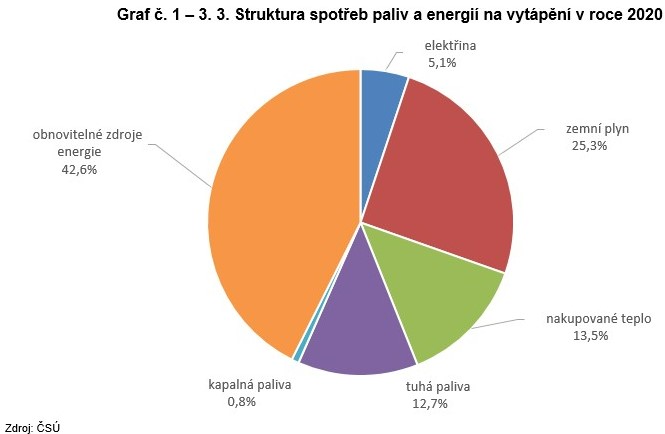 Graf č. 1 – 3. 3. Struktura spotřeb paliv a energií na vytápění v roce 2020
elektřina
5,1%
zemní plyn
25,3%
obnovitelné zdroje
energie
42,6%
nakupované teplo
13,5%
kapalná paliva
0,8%
tuhá paliva
12,7%
Zdroj: ČSÚ